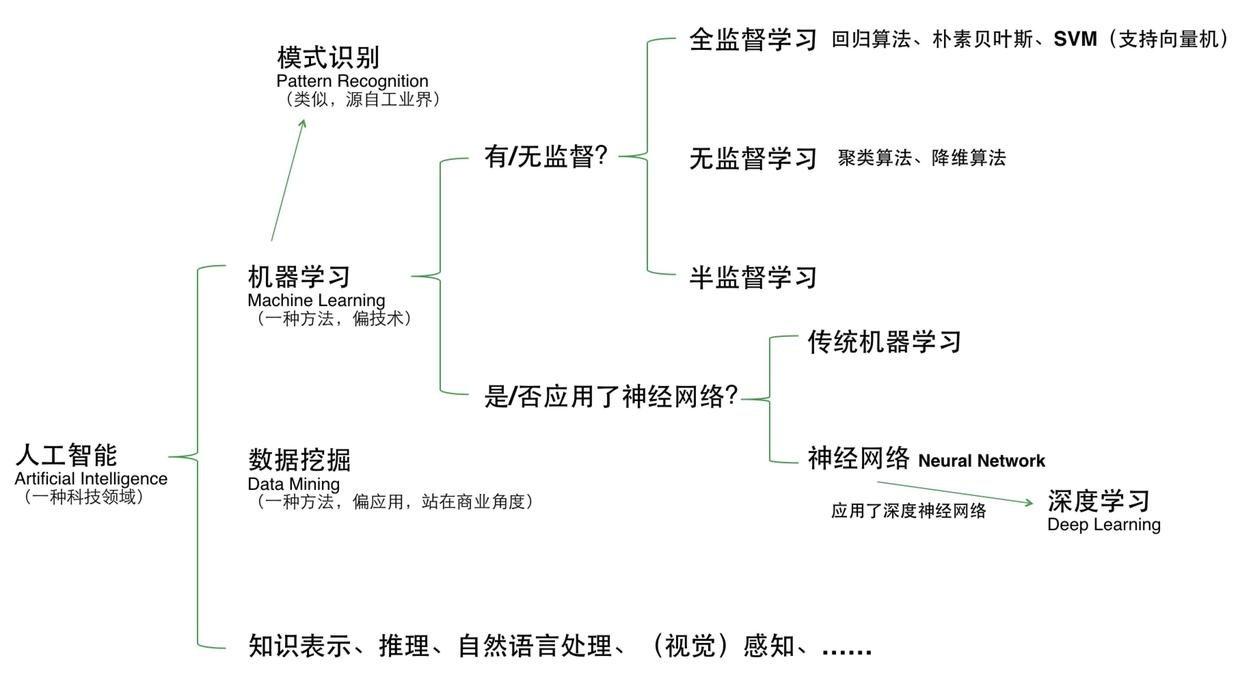 模式识别
Pattern Recognition
（类似，源自工业界）
全监督学习 回归算法、朴素贝叶斯、SVM（支持向量机）
有/无监督?
无监督学习 聚类算法、降维算法
半监督学习
机器学习
Machine Learning
（一种方法，偏技术）
传统机器学习
是/否应用了神经网络?
人工智能
Artificial Intelligence
（一种科技领域）
数据挖掘
Data Mining
（一种方法，偏应用，站在商业角度）
神经网络 Neural Network
应用了深度神经网络
深度学习
Deep Learning
知识表示、推理、自然语言处理、（视觉）感知、......